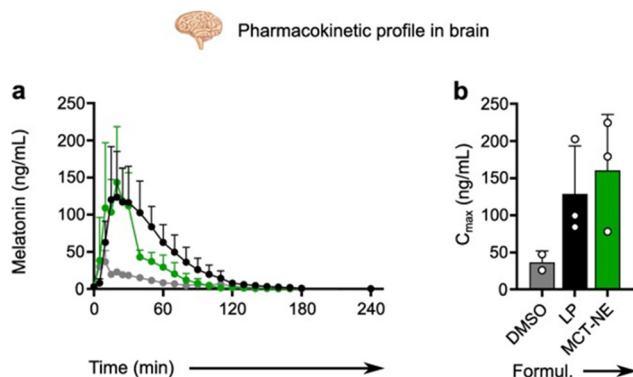 Pharmacokinetic profile in brain
a
Melatonin (ng/mL)
250
200
150
100
50
0
0 60 120 180 240
Time (min)
b
Cmax (ng/mL)
250
200
150
100
50
0
DMSO
LP
MCT-NE
Formul.